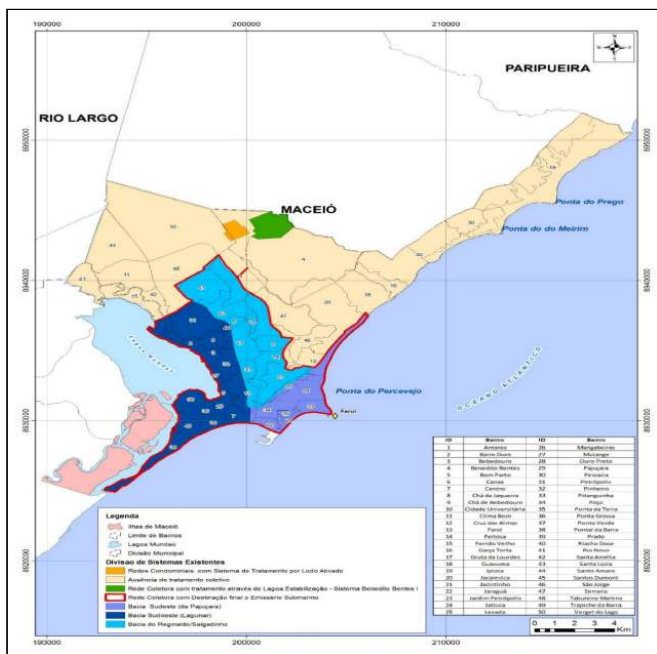 190000 200000 210000
PARIPUEIRA
RIO LARGO
MACEIÓ
Ponta do Prego
Ponta do do Meirim
Ponta do Percevejo
OCEANO ATLÂNTICO
Farol
Legenda
Ilhas de Maceió
Limite de Bairros
Lagoa Mundaú
Divisão Municipal
Divisao de Sistemas Existentes
Redes Condominiais com Sistema de Tratamento por Lodo Ativado
Ausência de tratamento coletivo
Rede Coletora com tratamento através de Lagoa Estabilização - Sistema Benedito Bentes I
Rede Coletora com Destinação final o Emissário Submarino
Bacia Sudeste (da Pajuçara)
Bacia Sudoeste (Lagunar)
Bacia do Reginaldo/Salgadinho
ID Bairro ID Bairro
1 Antares 26 Mangabeiras
2 Barro Duro 27 Mutange
3 Bebedouro 28 Ouro Preto
4 Benedito Bentes 29 Pajuçara
5 Bom Parto 30 Pescaria
6 Canaa 31 Petrópolis
7 Centro 32 Pinheiro
8 Chã da Jaqueira 33 Pitanguinha
9 Chã de Bebedouro 34 Poço
10 Cidade Universitária 35 Ponta da Terra
11 Clima Bom 36 Ponta Grossa
12 Cruz das Almas 37 Ponta Verde
13 Farol 38 Pontal da Barra
14 Feitosa 39 Prado
15 Fernão Velho 40 Riacho Doce
16 Garça Torta 41 Rio Novo
17 Gruta de Lourdes 42 Santa Amélia
18 Guaxuma 43 Santa Lúcia
19 Ipioca 44 Santo Amaro
20 Jacarecica 45 Santos Dumont
21 Jacintinho 46 São Jorge
22 Jaraguá 47 Serraria
23 Jardim Petrópolis 48 Tabuleiro Martins
24 Jatiúca 49 Trapiche da Barra
25 Levada 50 Vergel do Lago
0 1 2 3 4
Km
190000 200000 210000